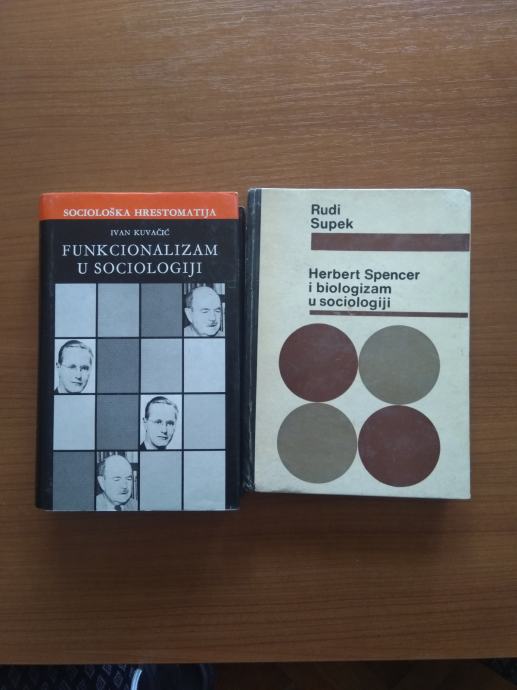 SOCIOLOŠKA HRESTOMATIJA
IVAN KUVAČIĆ
FUNKCIONALIZAM
U SOCIOLOGIJI
Rudi
Supek
Herbert Spencer
i biologizam
u sociologiji